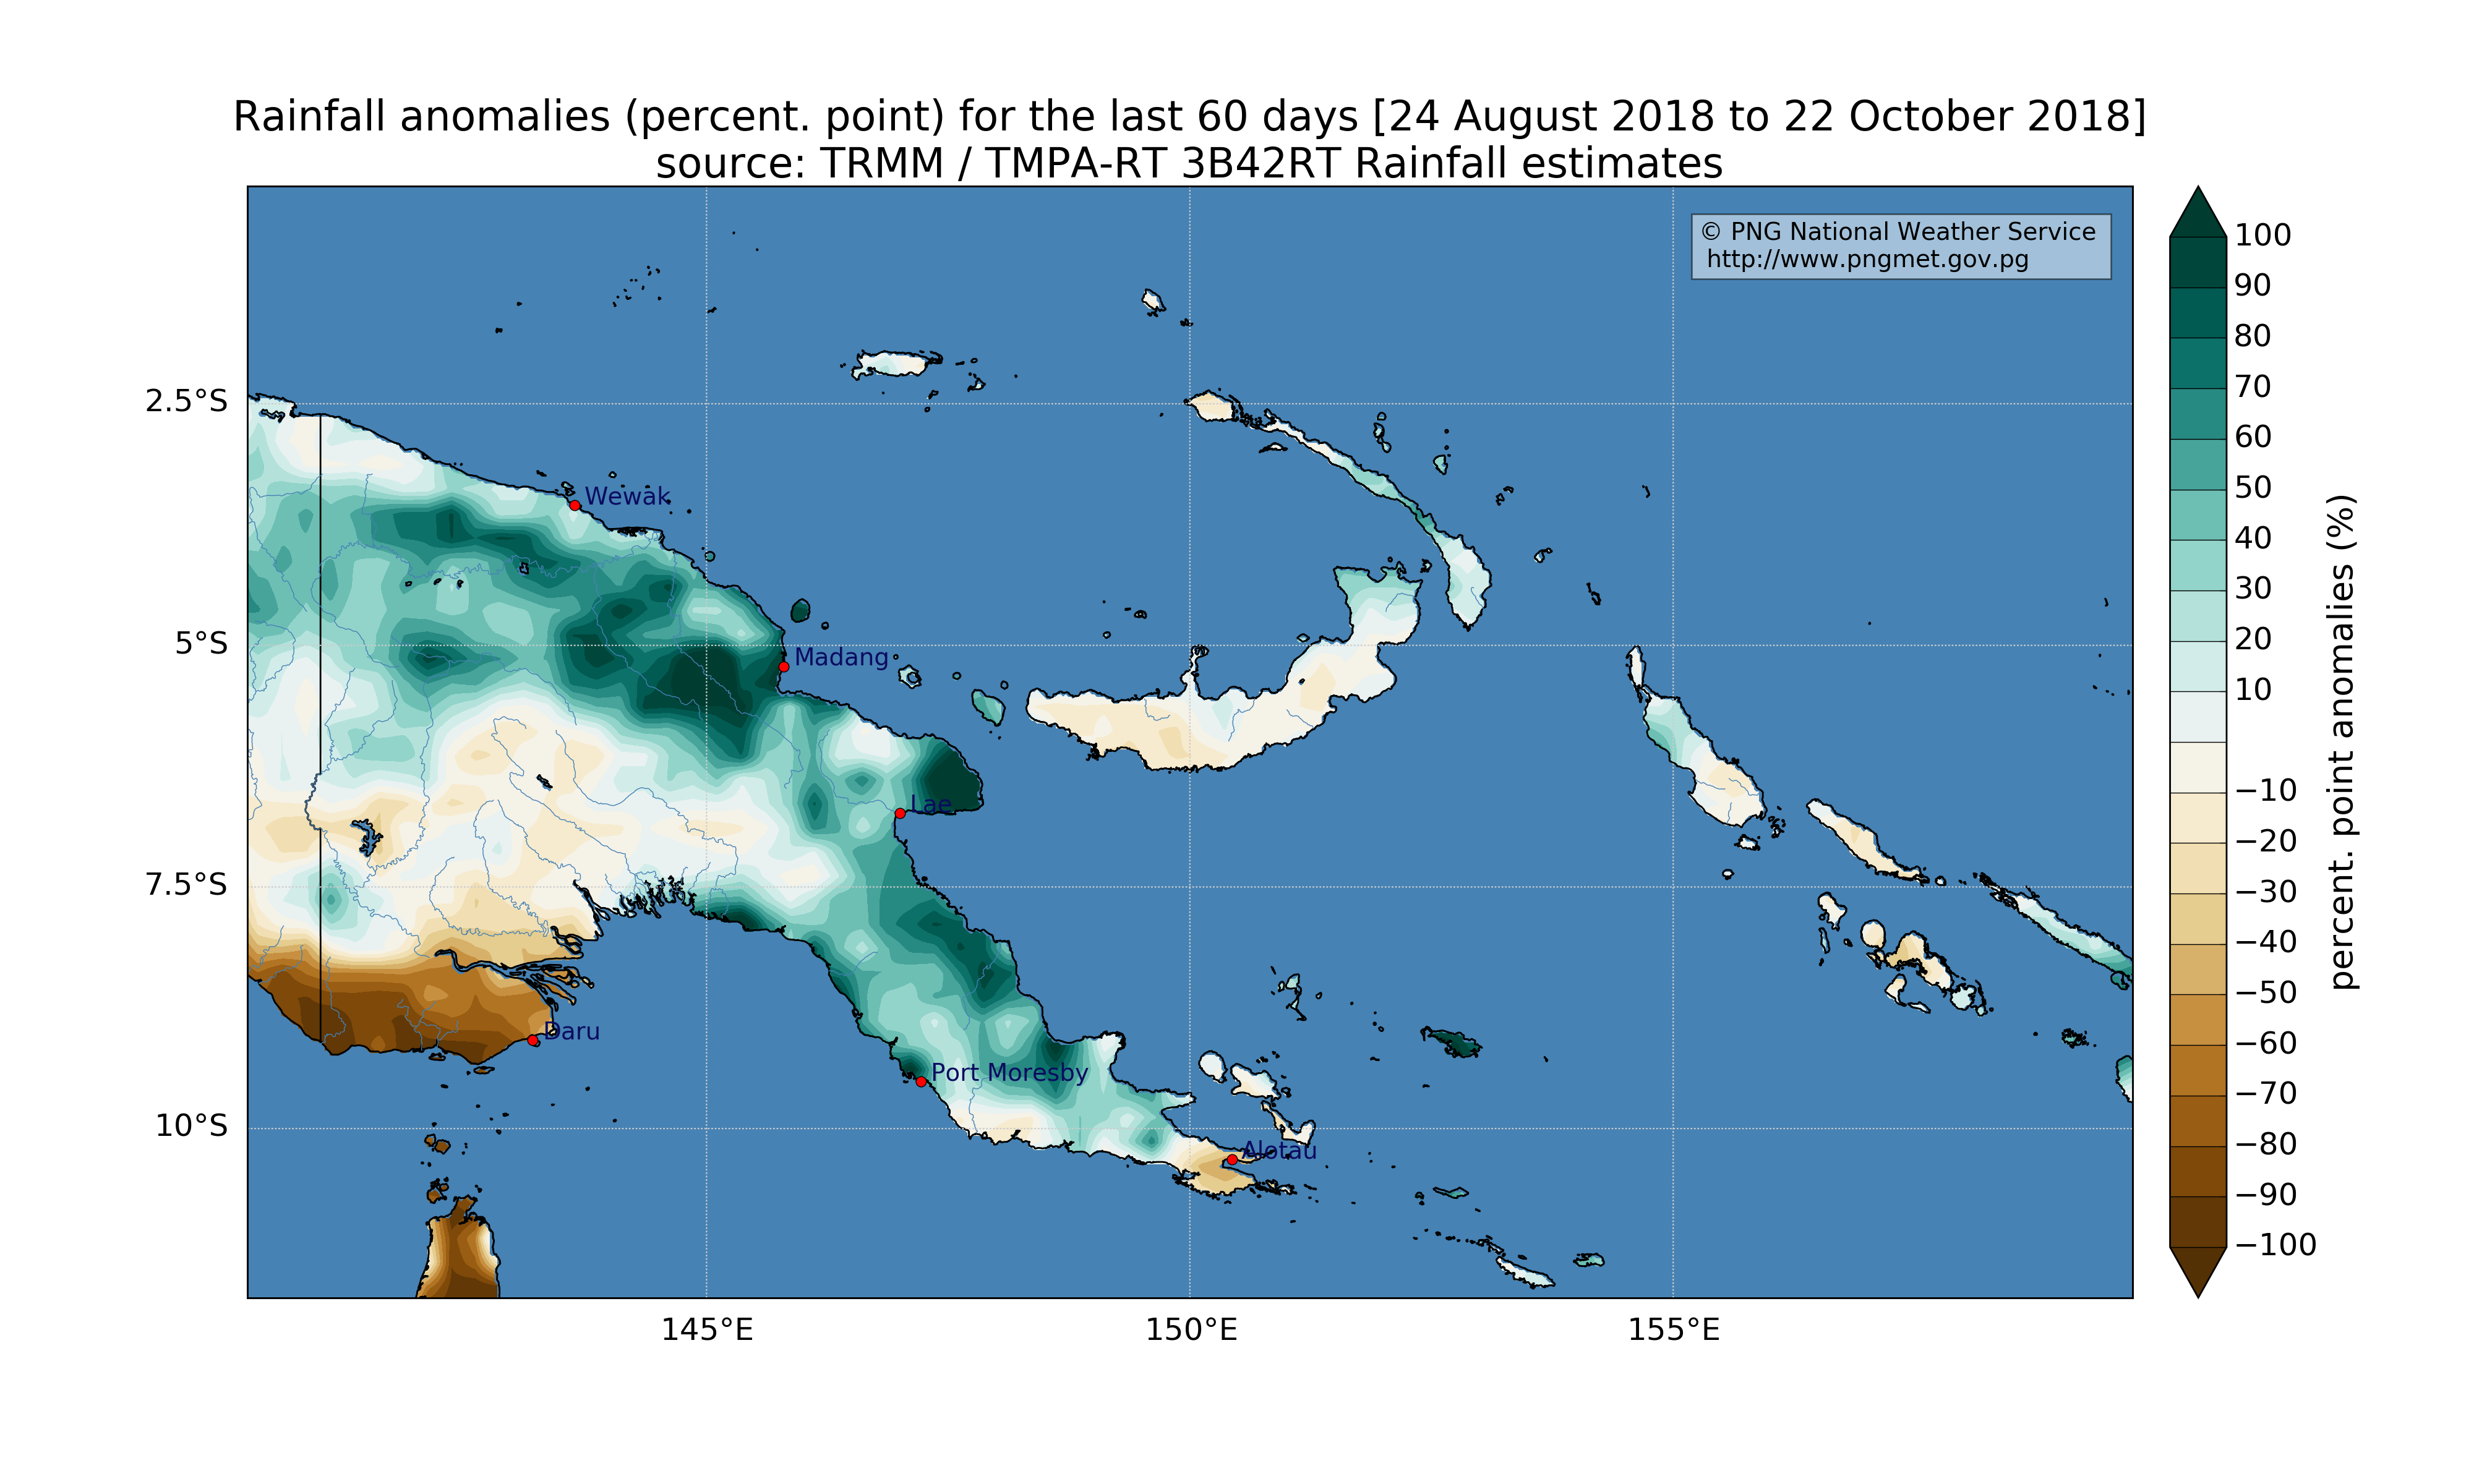 Rainfall anomalies (percent. point) for the last 60 days [24 August 2018 to 22 October 2018]
source: TRMM / TMPA-RT 3B42RT Rainfall estimates
© PNG National Weather Service
http://www.pngmet.gov.pg
2.5°S
5°S
7.5°S
10°S
Wewak
Madang
Lae
Daru
Port Moresby
Alotau
145°E
150°E
155°E
100
90
80
70
60
50
40
30
20
10
−10
−20
−30
−40
−50
−60
−70
−80
−90
−100
percent. point anomalies (%)